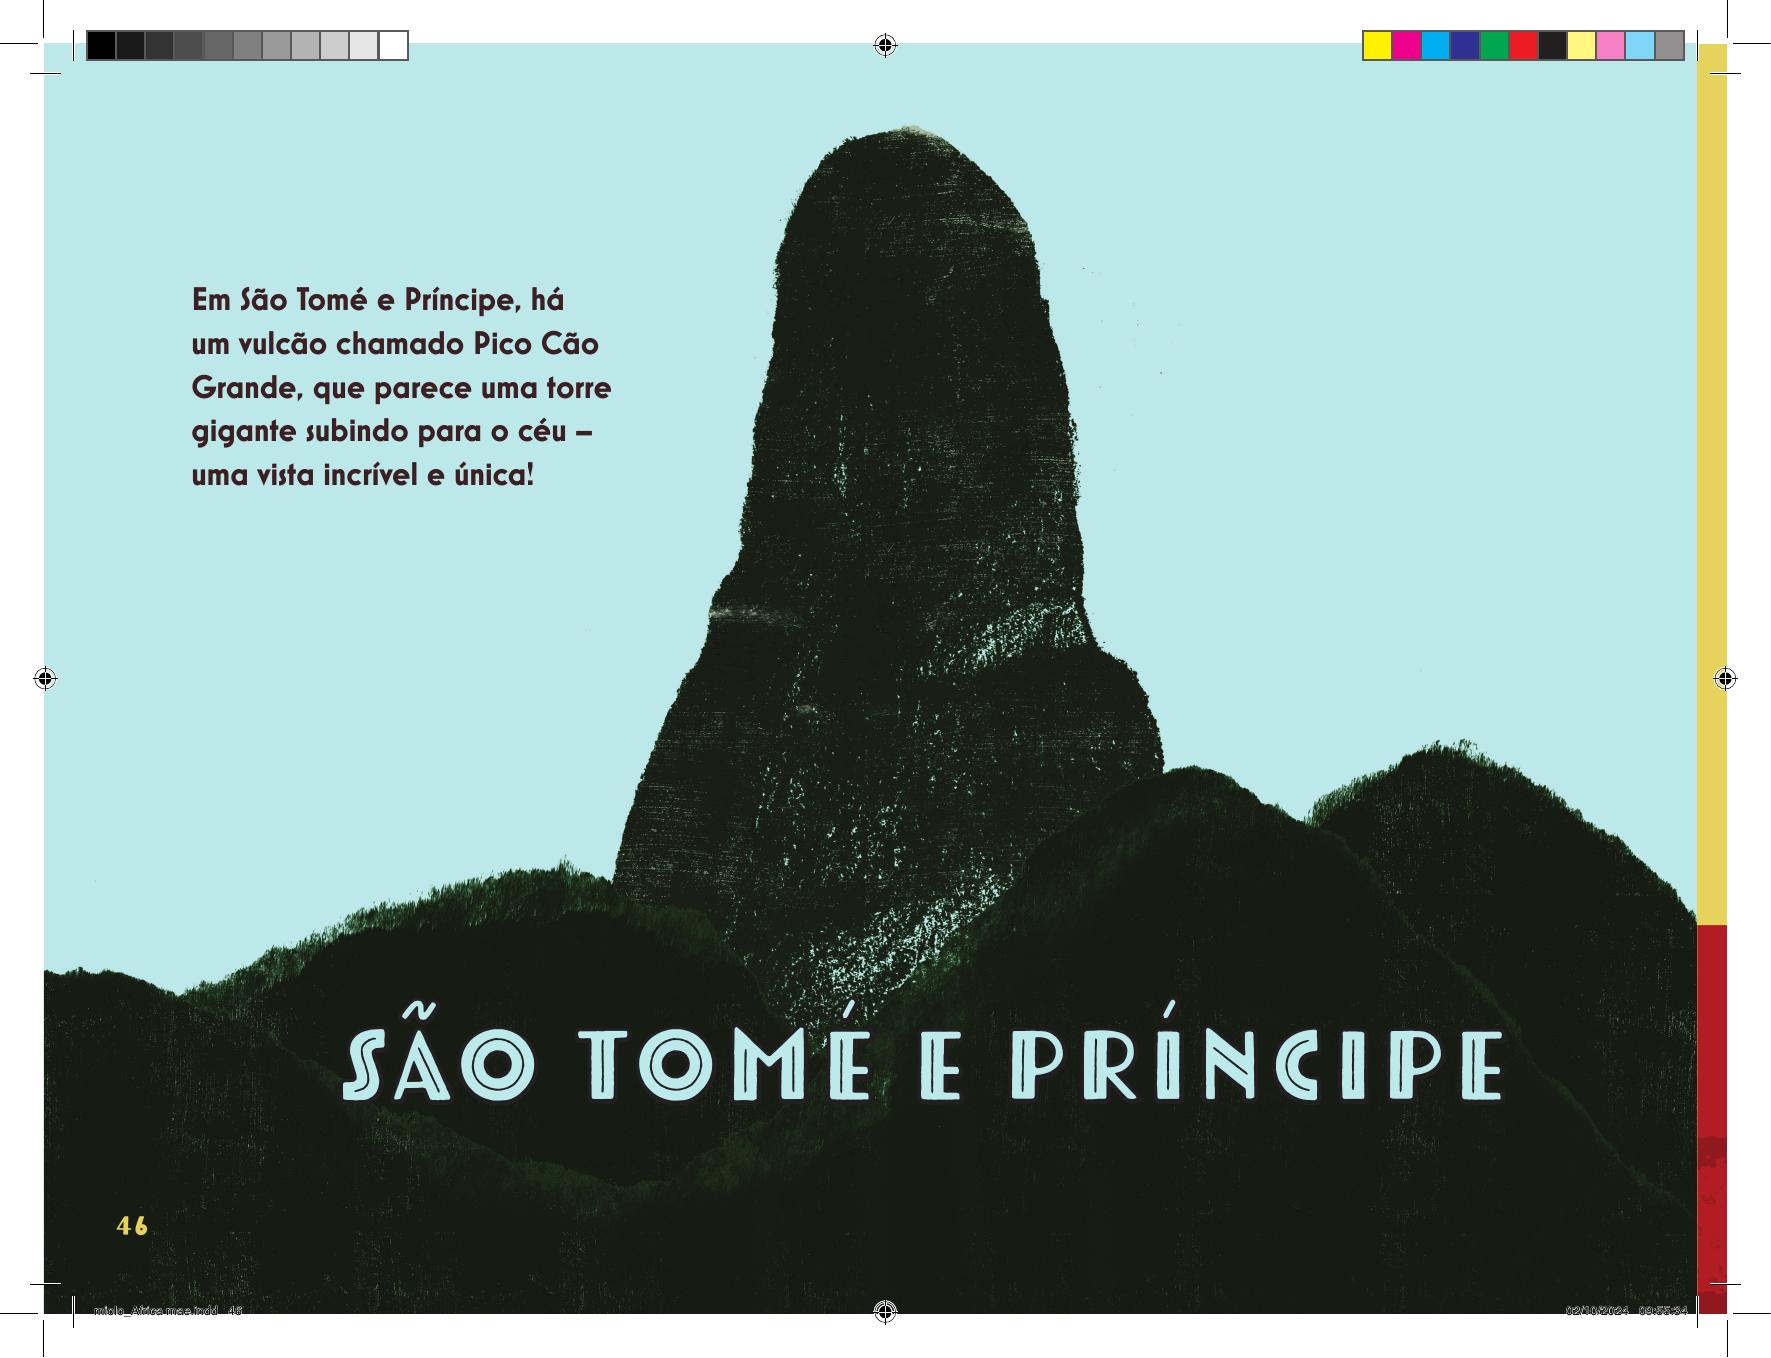 Em São Tomé e Príncipe, há
um vulcão chamado Pico Cão
Grande, que parece uma torre
gigante subindo para o céu –
uma vista incrível e única!
SÃO TOMÉ E PRÍNCIPE
46
miolo_Africa mae.indd 46
02/10/2024 09:55:34